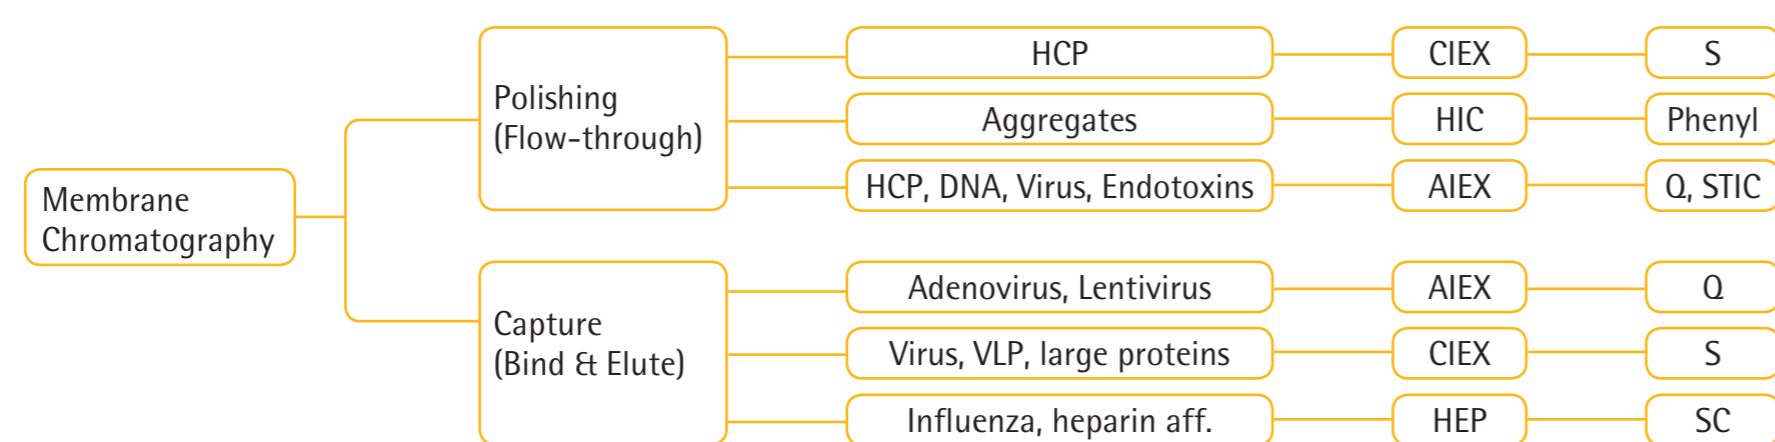 Membrane
Chromatography
Polishing
(Flow-through)
HCP
CIEX
S
Aggregates
HIC
Phenyl
HCP, DNA, Virus, Endotoxins
AIEX
Q, STIC
Capture
(Bind & Elute)
Adenovirus, Lentivirus
AIEX
Q
Virus, VLP, large proteins
CIEX
S
Influenza, heparin aff.
HEP
SC